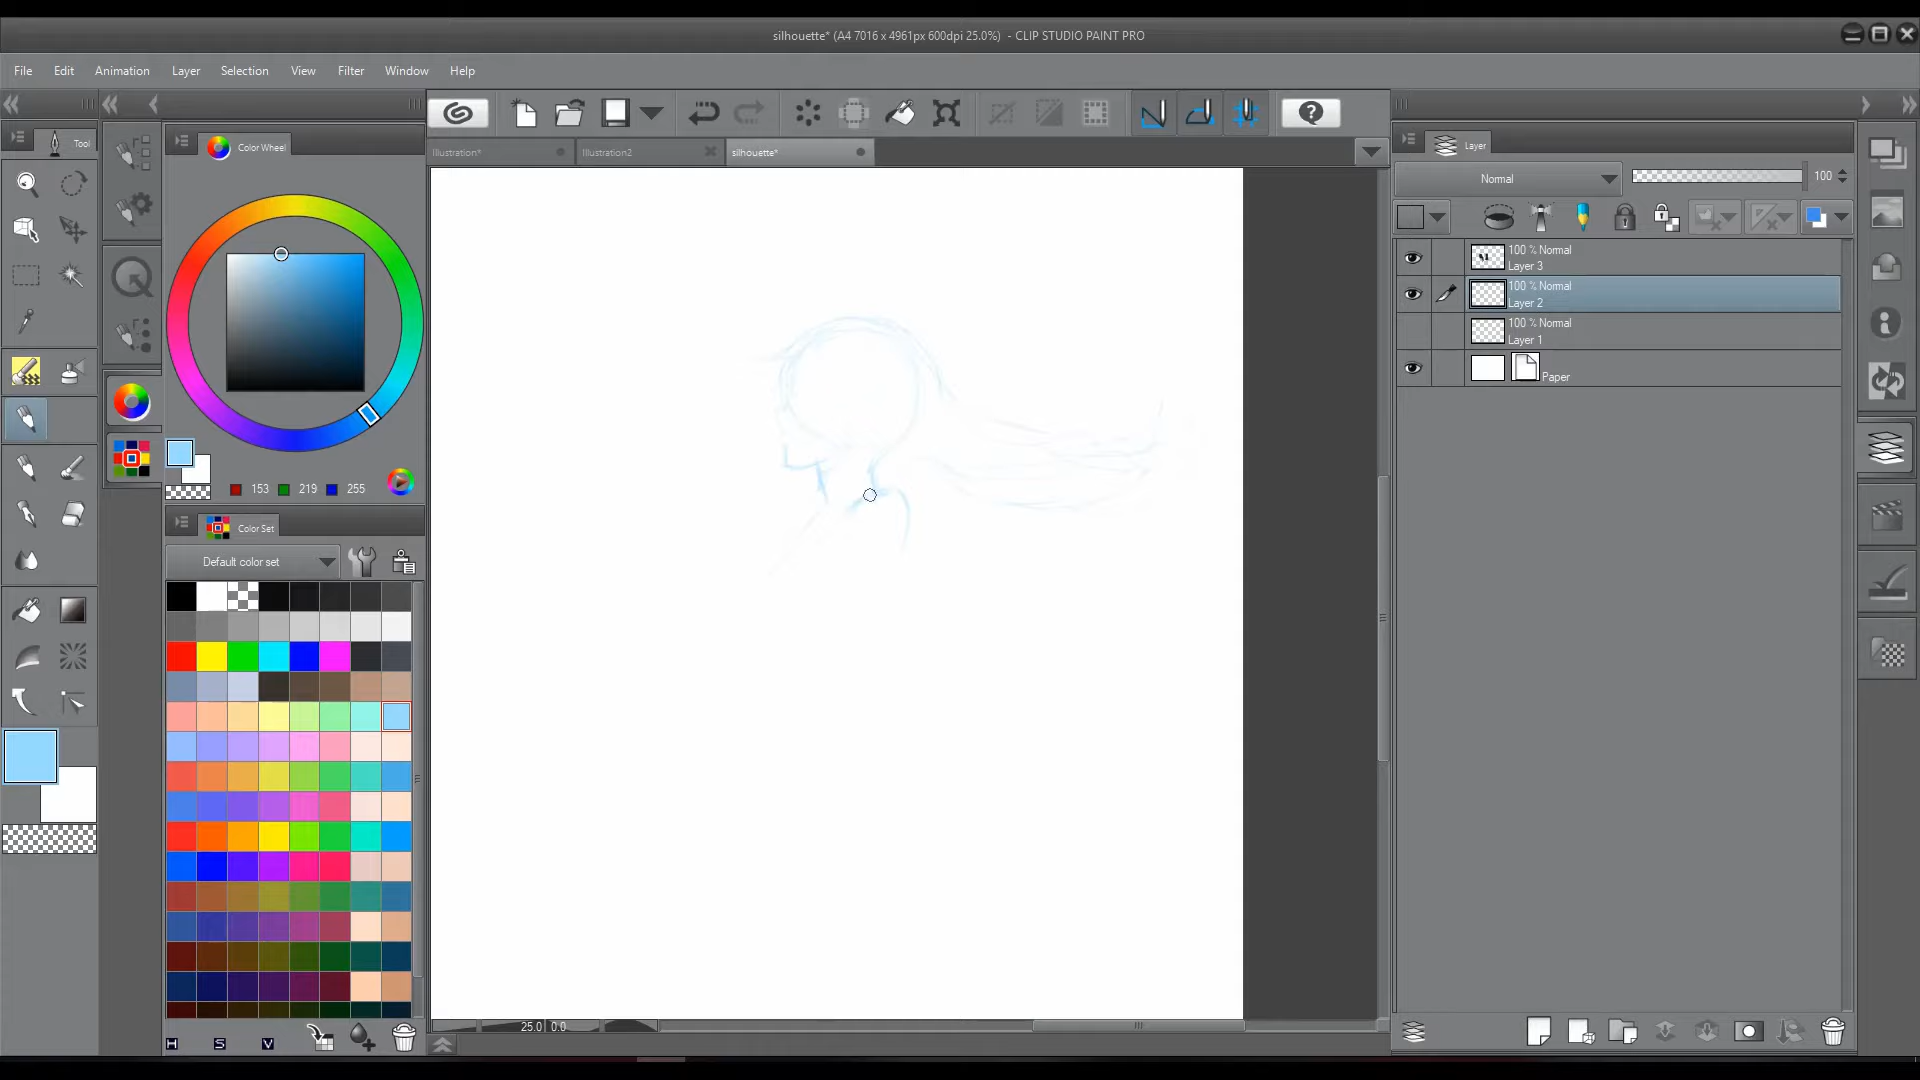 silhouette* (A4 7016 x 4961px 600dpi 25.0%) - CLIP STUDIO PAINT PRO
File Edit Animation Layer Selection View Filter Window Help
Tool
Color Wheel
Illustration*
Illustration2
silhouette*
Layer
Normal
100
100 % Normal
Layer 3
100 % Normal
Layer 2
100 % Normal
Layer 1
Paper
153 219 255
Color Set
Default color set
H S V
25.0 0.0